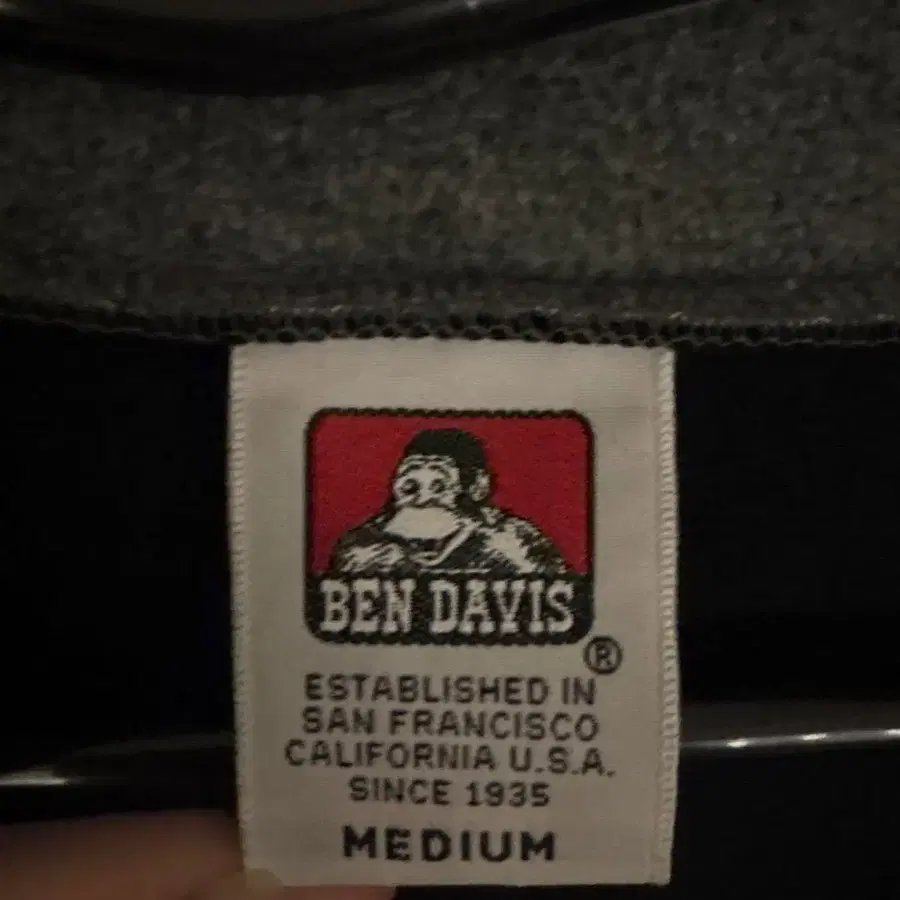 BEN DAVIS
®
ESTABLISHED IN
SAN FRANCISCO
CALIFORNIA U.S.A.
SINCE 1935
MEDIUM